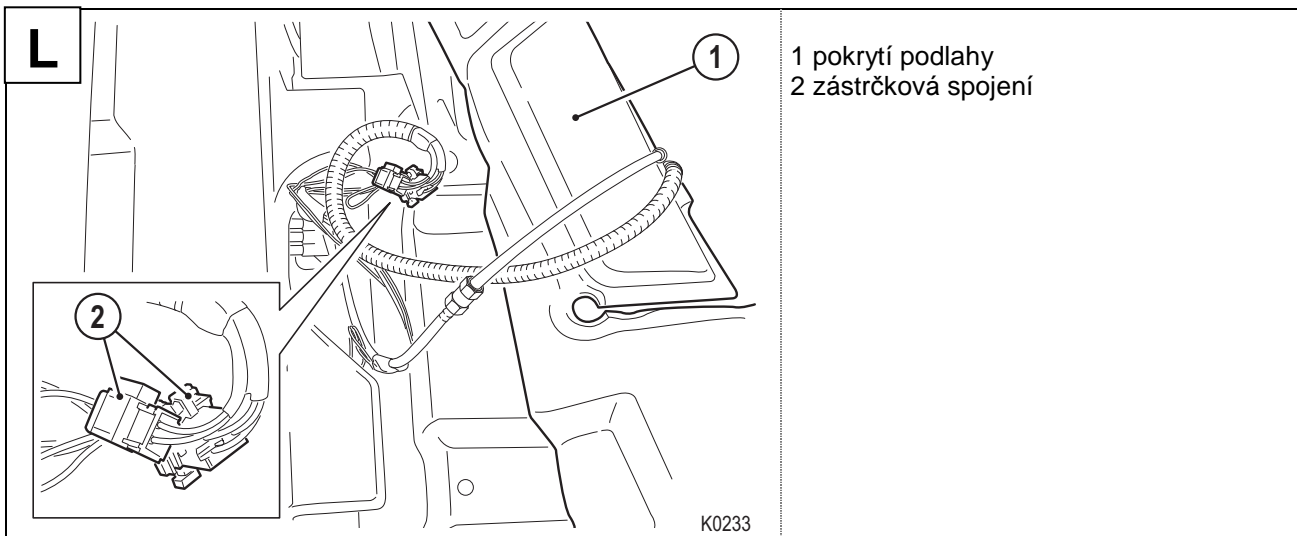 L
1
1 pokrytí podlahy
2 zástrčková spojení
2
K0233